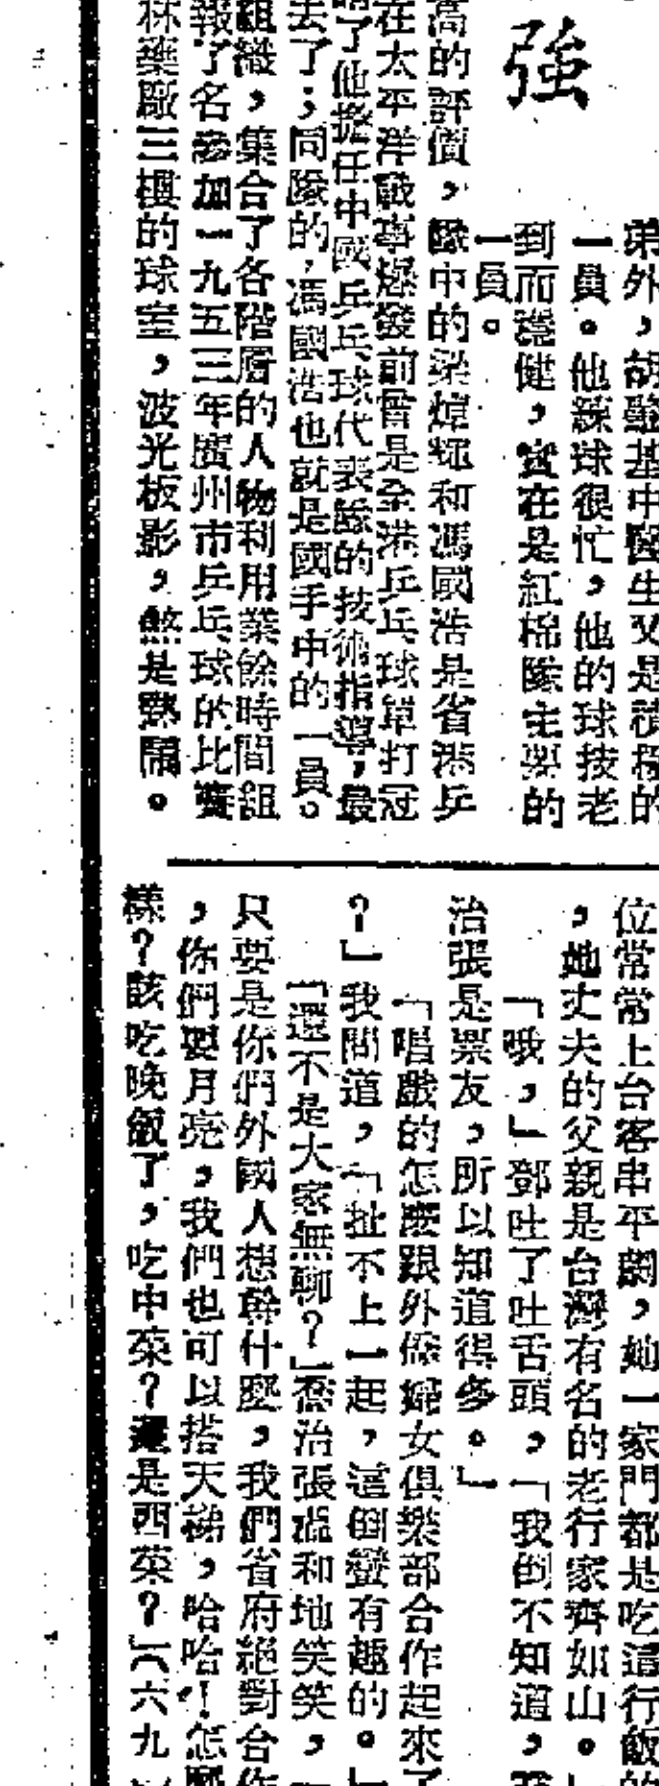 強
弟外，胡 基中醫生又是積極的
一員。他練球很忙，他的球技老
到而穩健，實在是紅棉隊主要的
一員。
高的評價，隊中的梁 和馮國浩是省港乒
在太平洋戰事爆發前曾是全港乒乓球單打冠
了他擔任中國乒乓球代表隊的技術指導，最
去了；同隊的，馮國浩也就是國手中的一員。
組織，集合了各階層的人物利用業餘時間組
報了名參加一九五三年廣州市乒乓球的比賽
林藥廠三樓的球室，波光板影，煞是熱鬧。
位常常上台客串平劇，她一家門都是吃這行飯的
，她丈夫的父親是台灣有名的老行家齊如山。
「哦，」鄧吐了吐舌頭，「我倒不知道，我
治張是票友，所以知道得多。」
「唱戲的怎麼跟外僑婦女俱樂部合作起來了
？」我問道，「扯不上一起，這倒蠻有趣的。」
「還不是大家無聊？」喬治張溫和地笑笑，「
只要是你們外國人想幹什麼，我們省府絕對合作
，你們要月亮，我們也可以搭天梯，哈哈！怎麼
樣？該吃晚飯了，吃中菜？還是西菜？」（六九